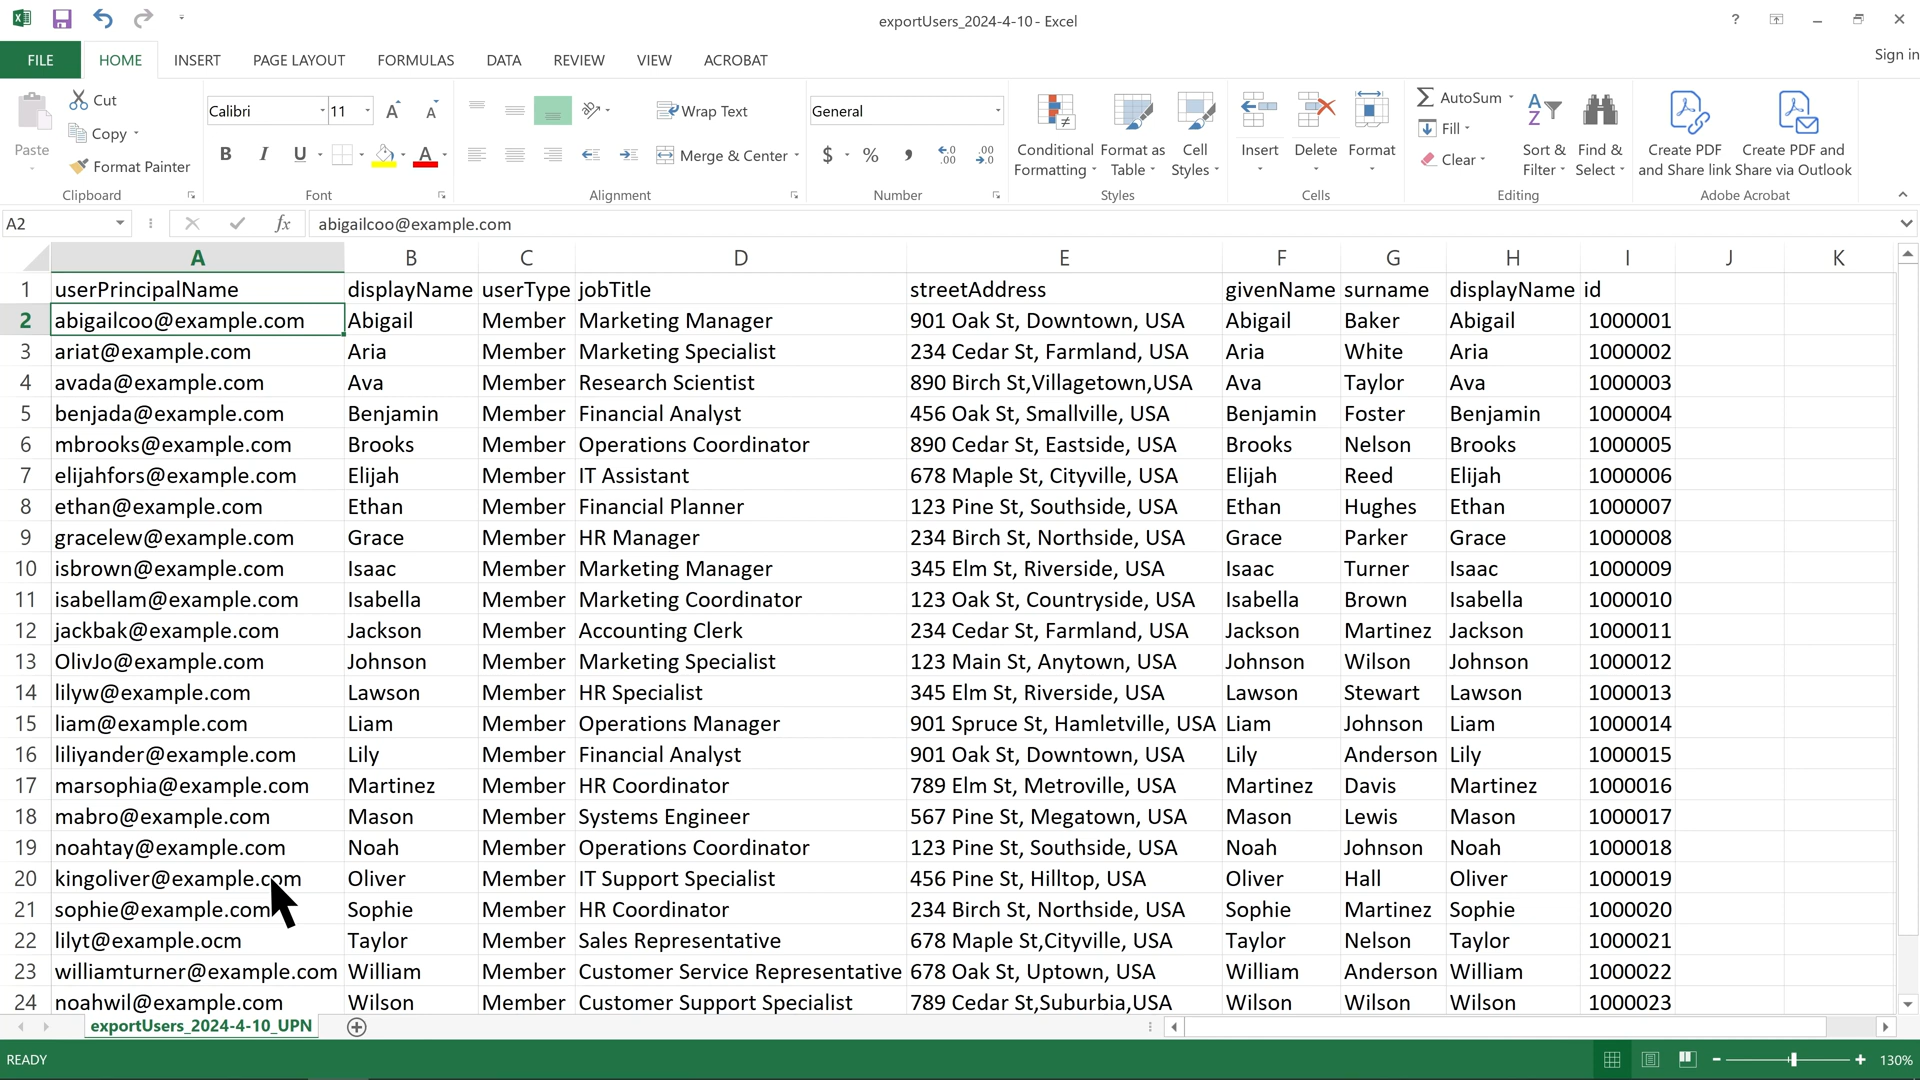 exportUsers_2024-4-10 - Excel
?
FILE HOME INSERT PAGE LAYOUT FORMULAS DATA REVIEW VIEW ACROBAT Sign in
Paste
Cut
Copy
Format Painter
Clipboard
Calibri 11 A A
B I U A
Font
Wrap Text
Merge & Center
Alignment
General
$ % , .00 .00
Number
Conditional Formatting
Format as Table
Cell Styles
Styles
Insert Delete Format
Cells
AutoSum
Fill
Clear
Sort & Filter
Find & Select
Editing
Create PDF and Share link
Create PDF and Share via Outlook
Adobe Acrobat
A2 fx abigailcoo@example.com
A B C D E F G H I J K
1 userPrincipalName displayName userType jobTitle streetAddress givenName surname displayName id
2 abigailcoo@example.com Abigail Member Marketing Manager 901 Oak St, Downtown, USA Abigail Baker Abigail 1000001
3 ariat@example.com Aria Member Marketing Specialist 234 Cedar St, Farmland, USA Aria White Aria 1000002
4 avada@example.com Ava Member Research Scientist 890 Birch St,Villagetown,USA Ava Taylor Ava 1000003
5 benjada@example.com Benjamin Member Financial Analyst 456 Oak St, Smallville, USA Benjamin Foster Benjamin 1000004
6 mbrooks@example.com Brooks Member Operations Coordinator 890 Cedar St, Eastside, USA Brooks Nelson Brooks 1000005
7 elijahfors@example.com Elijah Member IT Assistant 678 Maple St, Cityville, USA Elijah Reed Elijah 1000006
8 ethan@example.com Ethan Member Financial Planner 123 Pine St, Southside, USA Ethan Hughes Ethan 1000007
9 gracelew@example.com Grace Member HR Manager 234 Birch St, Northside, USA Grace Parker Grace 1000008
10 isbrown@example.com Isaac Member Marketing Manager 345 Elm St, Riverside, USA Isaac Turner Isaac 1000009
11 isabellam@example.com Isabella Member Marketing Coordinator 123 Oak St, Countryside, USA Isabella Brown Isabella 1000010
12 jackbak@example.com Jackson Member Accounting Clerk 234 Cedar St, Farmland, USA Jackson Martinez Jackson 1000011
13 OlivJo@example.com Johnson Member Marketing Specialist 123 Main St, Anytown, USA Johnson Wilson Johnson 1000012
14 lilyw@example.com Lawson Member HR Specialist 345 Elm St, Riverside, USA Lawson Stewart Lawson 1000013
15 liam@example.com Liam Member Operations Manager 901 Spruce St, Hamletville, USA Liam Johnson Liam 1000014
16 liliyander@example.com Lily Member Financial Analyst 901 Oak St, Downtown, USA Lily Anderson Lily 1000015
17 marsophia@example.com Martinez Member HR Coordinator 789 Elm St, Metroville, USA Martinez Davis Martinez 1000016
18 mabro@example.com Mason Member Systems Engineer 567 Pine St, Megatown, USA Mason Lewis Mason 1000017
19 noahtay@example.com Noah Member Operations Coordinator 123 Pine St, Southside, USA Noah Johnson Noah 1000018
20 kingoliver@example.com Oliver Member IT Support Specialist 456 Pine St, Hilltop, USA Oliver Hall Oliver 1000019
21 sophie@example.com Sophie Member HR Coordinator 234 Birch St, Northside, USA Sophie Martinez Sophie 1000020
22 lilyt@example.ocm Taylor Member Sales Representative 678 Maple St,Cityville, USA Taylor Nelson Taylor 1000021
23 williamturner@example.com William Member Customer Service Representative 678 Oak St, Uptown, USA William Anderson William 1000022
24 noahwil@example.com Wilson Member Customer Support Specialist 789 Cedar St,Suburbia,USA Wilson Wilson Wilson 1000023
exportUsers_2024-4-10_UPN
READY 130%